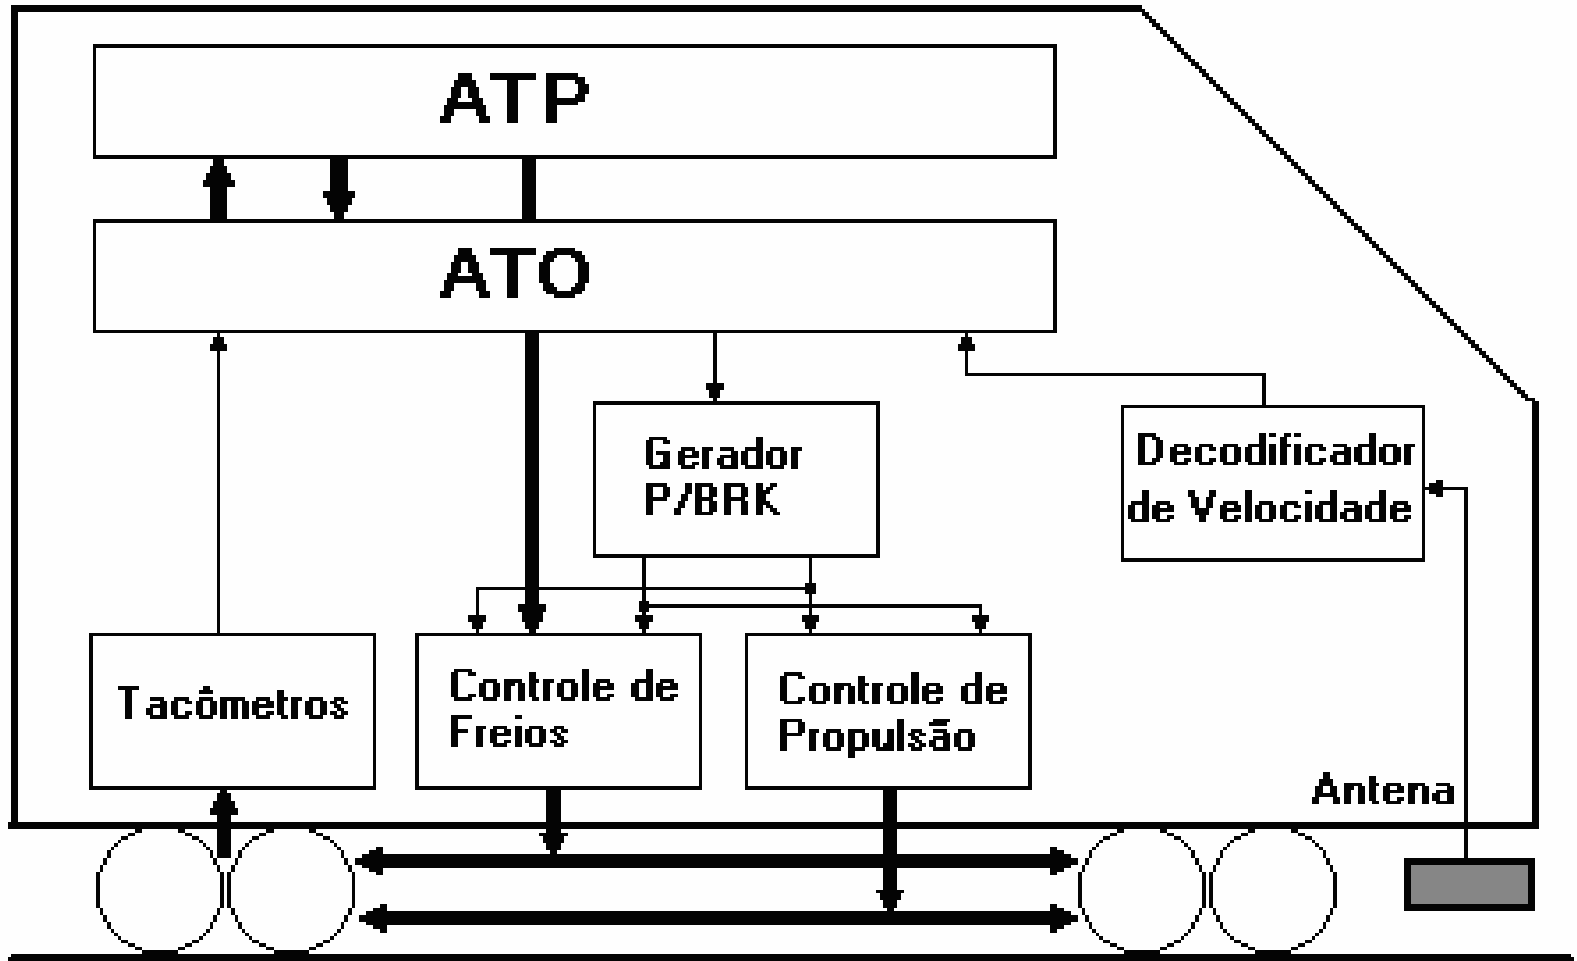 ATP
ATO
Gerador
P/BRK
Decodificador
de Velocidade
Tacômetros
Controle de
Freios
Controle de
Propulsão
Antena